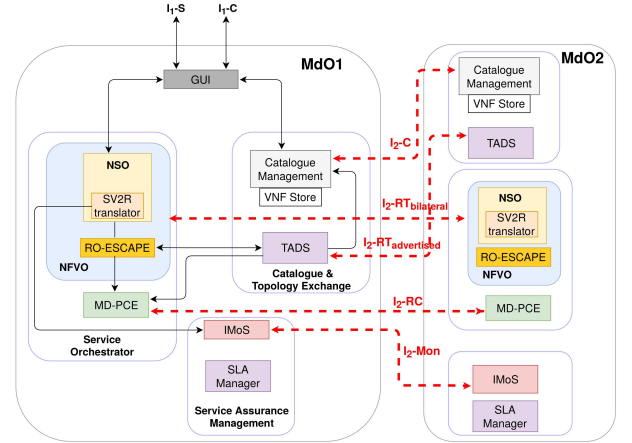 I1-S
I1-C
MdO1
MdO2
GUI
NSO
SV2R
translator
RO-ESCAPE
NFVO
MD-PCE
Service
Orchestrator
Catalogue
Management
VNF Store
TADS
Catalogue &
Topology Exchange
IMoS
SLA
Manager
Service Assurance
Management
I2-C
I2-RTbilateral
I2-RTadvertised
I2-RC
I2-Mon
Catalogue
Management
VNF Store
TADS
NSO
SV2R
translator
RO-ESCAPE
NFVO
MD-PCE
IMoS
SLA
Manager